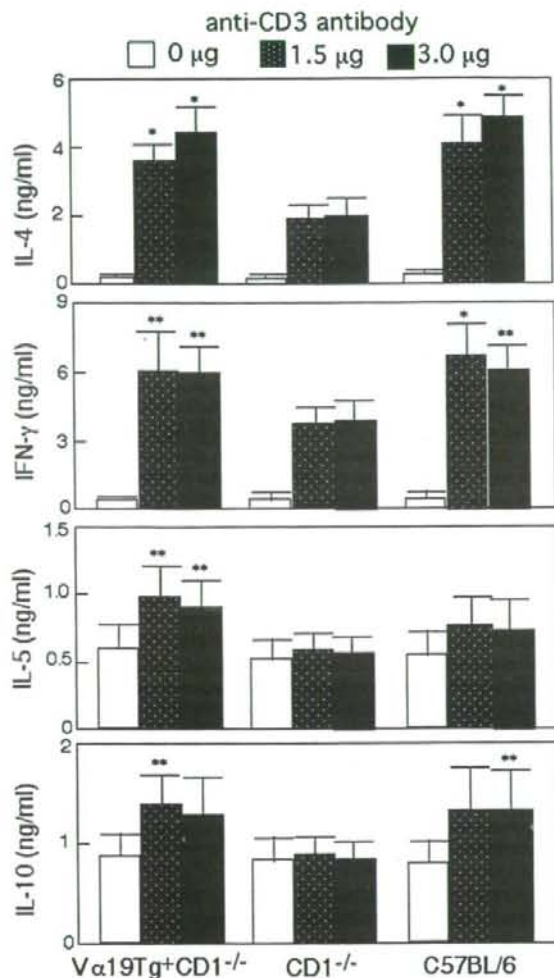 anti-CD3 antibody
0 μg 1.5 μg 3.0 μg
IL-4 (ng/ml)
6
4
2
0
* * * *
IFN-γ (ng/ml)
9
6
3
0
** ** * **
IL-5 (ng/ml)
1.5
1.0
0.5
0
** **
IL-10 (ng/ml)
2
1
0
** **
Vα19Tg+CD1-/- CD1-/- C57BL/6